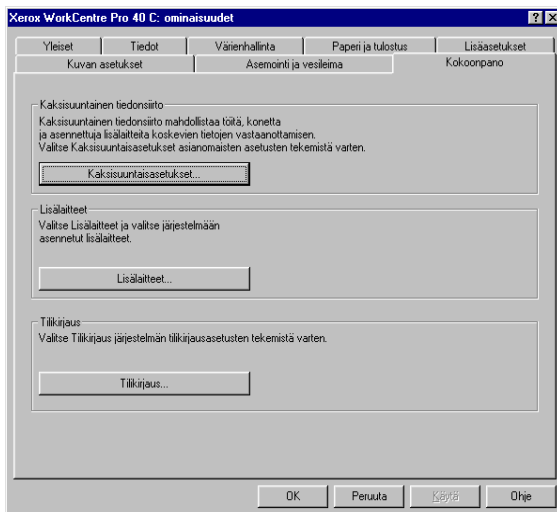 Xerox WorkCentre Pro 40 C: ominaisuudet
Yleiset Tiedot Värienhallinta Paperi ja tulostus Lisäasetukset
Kuvan asetukset Asemointi ja vesileima Kokoonpano
Kaksisuuntainen tiedonsiirto
Kaksisuuntainen tiedonsiirto mahdollistaa töitä, konetta
ja asennettuja lisälaitteita koskevien tietojen vastaanottamisen.
Valitse Kaksisuuntaisasetukset asianomaisten asetusten tekemistä varten.
Kaksisuuntaisasetukset...
Lisälaitteet
Valitse Lisälaitteet ja valitse järjestelmään
asennetut lisälaitteet.
Lisälaitteet...
Tilikirjaus
Valitse Tilikirjaus järjestelmän tilikirjausasetusten tekemistä varten.
Tilikirjaus...
OK Peruuta Käytä Ohje